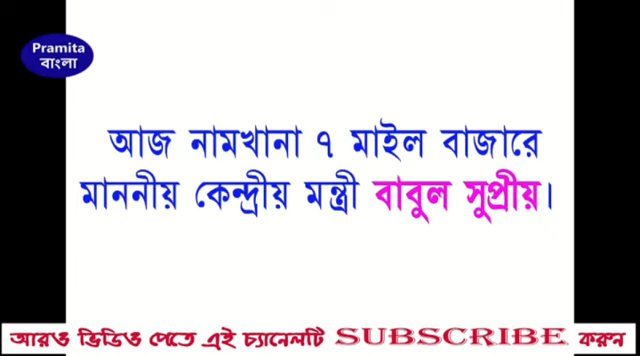 Pramita
বাংলা
আজ নামখানা ৭ মাইল বাজারে
মাননীয় কেন্দ্রীয় মন্ত্রী বাবুল সুপ্রীয়।
আরও ভিডিও পেতে এই চ্যানেলটি SUBSCRIBE করুন